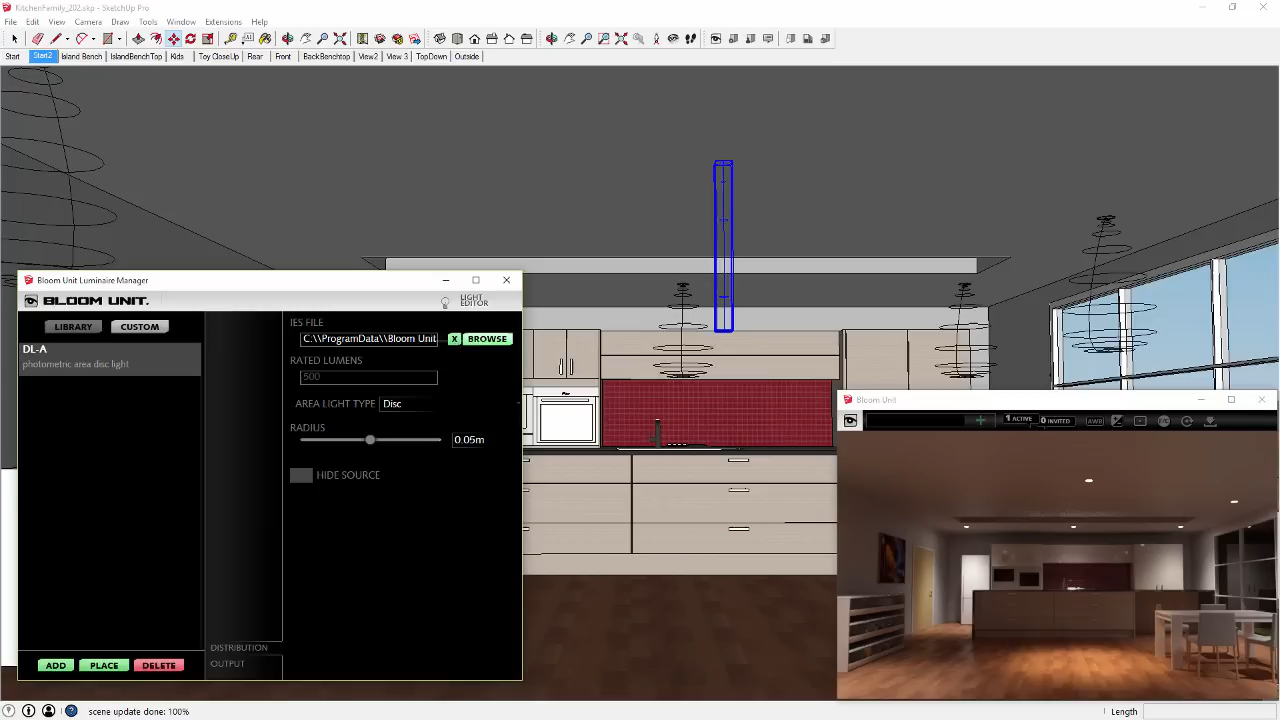 KitchenFamily_202.skp - SketchUp Pro
File Edit View Camera Draw Tools Window Extensions Help
Start Start2 Island Bench IslandBenchTop Kids Toy CloseUp Rear Front BackBenchtop View2 View 3 TopDown Outside
Bloom Unit Luminaire Manager
BLOOM UNIT.
LIGHT
EDITOR
LIBRARY CUSTOM
DL-A
photometric area disc light
IES FILE
C:\\ProgramData\\Bloom Unit X BROWSE
RATED LUMENS
500
AREA LIGHT TYPE Disc
RADIUS
0.05m
HIDE SOURCE
DISTRIBUTION
OUTPUT
ADD PLACE DELETE
Bloom Unit
1 ACTIVE 0 INVITED
scene update done: 100%
Length